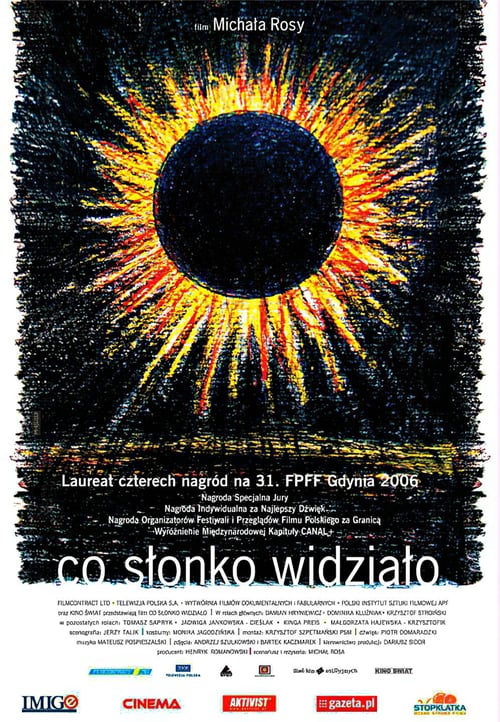 film Michała Rosy
Laureat czterech nagród na 31. FPFF Gdynia 2006
Nagroda Specjalna Jury
Nagroda Indywidualna za Najlepszy Dźwięk
Nagroda Organizatorów Festiwali i Przeglądów Filmu Polskiego za Granicą
Wyróżnienie Międzynarodowej Kapituły CANAL+
co słonko widziało
FILMCONTRACT LTD • TELEWIZJA POLSKA S.A. • WYTWÓRNIA FILMÓW DOKUMENTALNYCH I FABULARNYCH • POLSKI INSTYTUT SZTUKI FILMOWEJ APF
oraz KINO ŚWIAT przedstawiają film CO SŁONKO WIDZIAŁO | W rolach głównych: DAMIAN HRYNIEWICZ • DOMINIKA KLUŹNIAK • KRZYSZTOF STROIŃSKI
w pozostałych rolach: TOMASZ SAPRYK • JADWIGA JANKOWSKA - CIEŚLAK • KINGA PREIS • MAŁGORZATA HAJEWSKA - KRZYSZTOFIK
scenografia: JERZY TALIK | kostiumy: MONIKA JAGODZIŃSKA | montaż: KRZYSZTOF SZPETMAŃSKI PSM | dźwięk: PIOTR DOMARADZKI
muzyka MATEUSZ POSPIESZALSKI | zdjęcia: ANDRZEJ SZULKOWSKI i BARTEK KACZMAREK | kierownictwo produkcji: DARIUSZ SIDOR
producent: HENRYK ROMANOWSKI | scenariusz i reżyseria: MICHAŁ ROSA
TVP
TELEWIZJA POLSKA
KINO ŚWIAT
IMIGe
CINEMA
AKTIVIST
gazeta.pl
STOPKLATKA